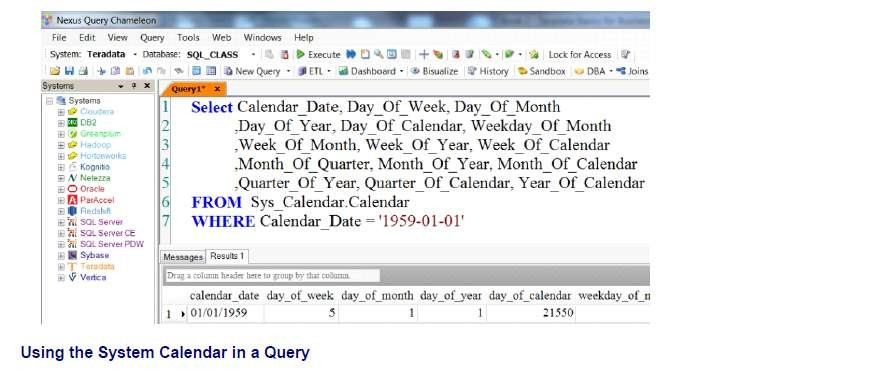 Nexus Query Chameleon
File Edit View Query Tools Web Windows Help
System: Teradata Database: SQL_CLASS Execute Lock for Access
New Query ETL Dashboard Bisualize History Sandbox DBA Joins
Systems
Query1*
Systems
Cloudera
DB2
Greenplum
Hadoop
Hortonworks
Kognitio
Netezza
Oracle
ParAccel
Redshift
SQL Server
SQL Server CE
SQL Server PDW
Sybase
Teradata
Vertica
1 Select Calendar_Date, Day_Of_Week, Day_Of_Month
2 ,Day_Of_Year, Day_Of_Calendar, Weekday_Of_Month
3 ,Week_Of_Month, Week_Of_Year, Week_Of_Calendar
4 ,Month_Of_Quarter, Month_Of_Year, Month_Of_Calendar
5 ,Quarter_Of_Year, Quarter_Of_Calendar, Year_Of_Calendar
6 FROM Sys_Calendar.Calendar
7 WHERE Calendar_Date = '1959-01-01'
Messages Results 1
Drag a column header here to group by that column.
calendar_date day_of_week day_of_month day_of_year day_of_calendar weekday_of_n
1 01/01/1959 5 1 1 21550
Using the System Calendar in a Query